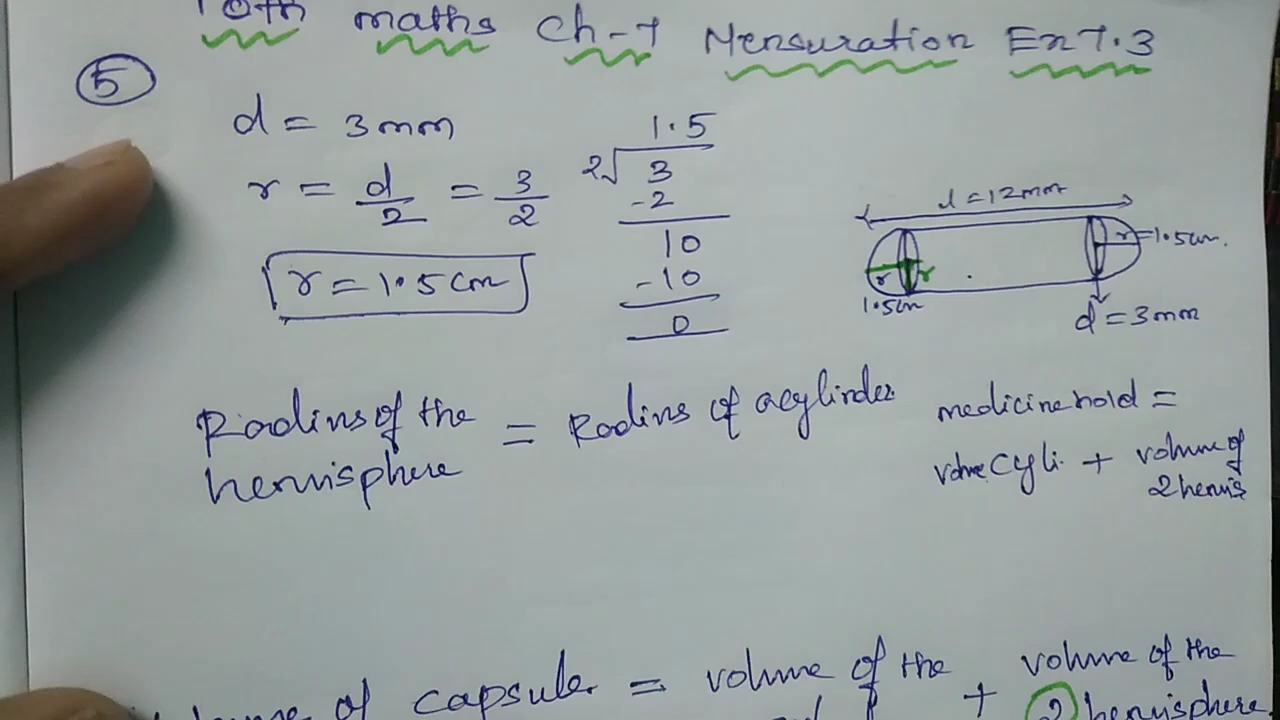 10th maths Ch-7 Mensuration Ex 7.3
5
d = 3mm
r = d/2 = 3/2
r = 1.5cm
1.5
2√3
-2
10
-10
0
l = 12mm
r = 1.5cm.
r r
1.5cm
d = 3mm
Radius of the = Radius of a cylinder
hemisphere
medicine hold =
volume Cyli. + volume of
2 hemis
of capsule = volume of the + volume of the
2 hemisphere